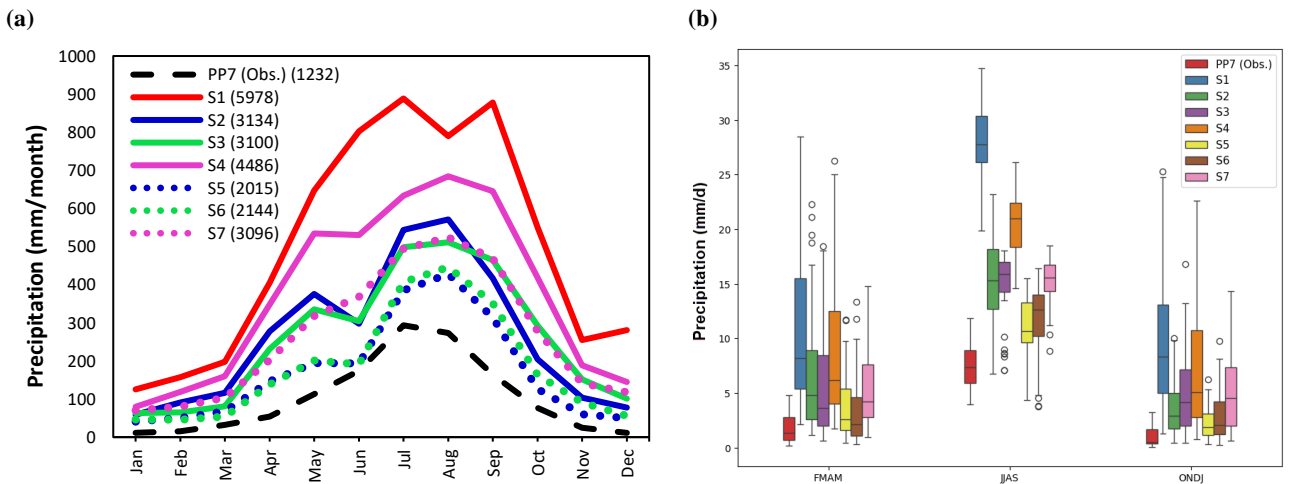 (a)
Precipitation (mm/month)
1000
900
800
700
600
500
400
300
200
100
0
PP7 (Obs.) (1232)
S1 (5978)
S2 (3134)
S3 (3100)
S4 (4486)
S5 (2015)
S6 (2144)
S7 (3096)
Jan
Feb
Mar
Apr
May
Jun
Jul
Aug
Sep
Oct
Nov
Dec
(b)
Precipitation (mm/d)
35
30
25
20
15
10
5
0
PP7 (Obs.)
S1
S2
S3
S4
S5
S6
S7
FMAM
JJAS
ONDJ